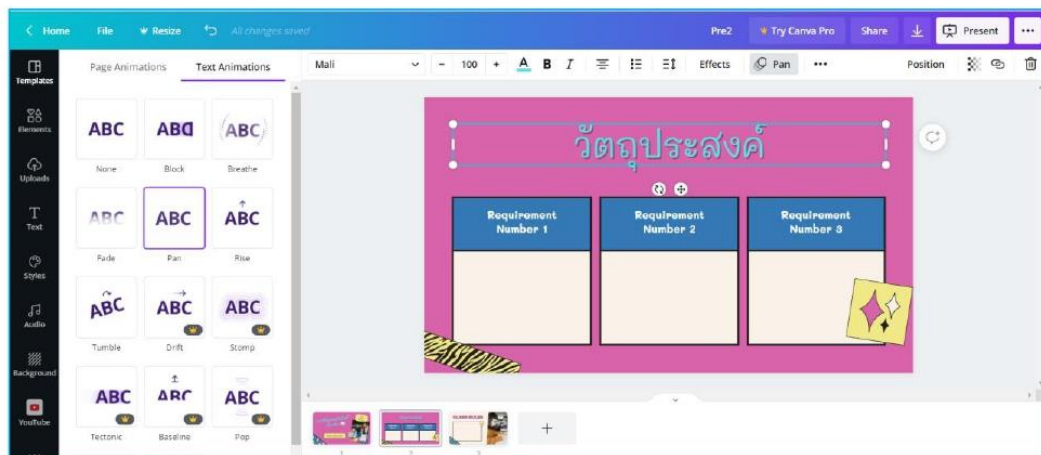 Home File Resize All changes saved Pre2 Try Canva Pro Share Present
Templates
Elements
Uploads
Text
Styles
Audio
Background
YouTube
Page Animations Text Animations
ABC ABC ABC
None Block Breathe
ABC ABC ABC
Fade Pan Rise
ABC ABC ABC
Tumble Drift Stomp
ABC ABC ABC
Tectonic Baseline Pop
Mali - 100 + A B I Effects Pan Position
วัตถุประสงค์
Requirement
Number 1
Requirement
Number 2
Requirement
Number 3
1 2 3